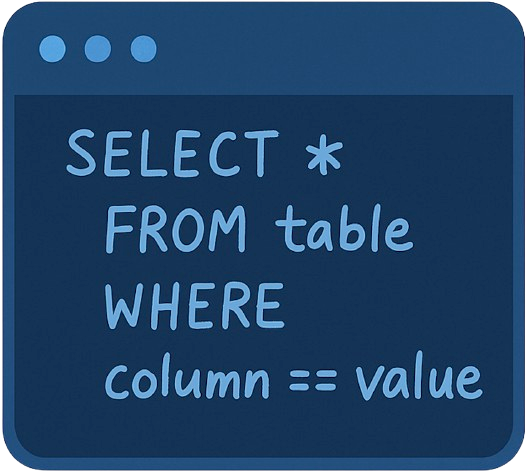 SELECT *
FROM table
WHERE
column == value